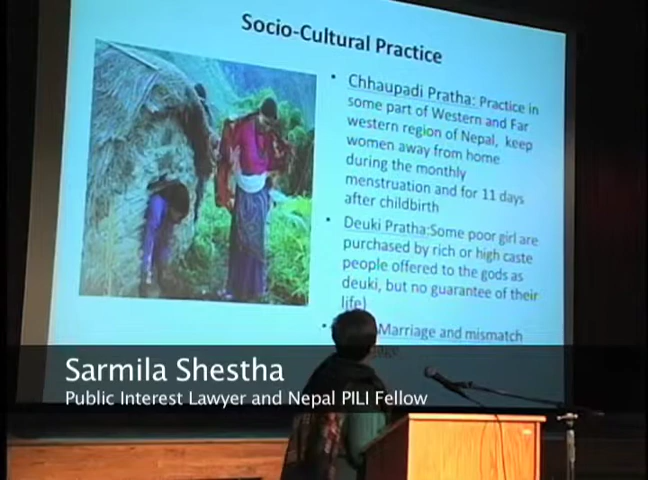 Socio-Cultural Practice
• Chhaupadi Pratha: Practice in
some part of Western and Far
western region of Nepal, keep
women away from home
during the monthly
menstruation and for 11 days
after childbirth
• Deuki Pratha:Some poor girl are
purchased by rich or high caste
people offered to the gods as
deuki, but no guarantee of their
life)
• Marriage and mismatch
Sarmila Shestha
Public Interest Lawyer and Nepal PILI Fellow